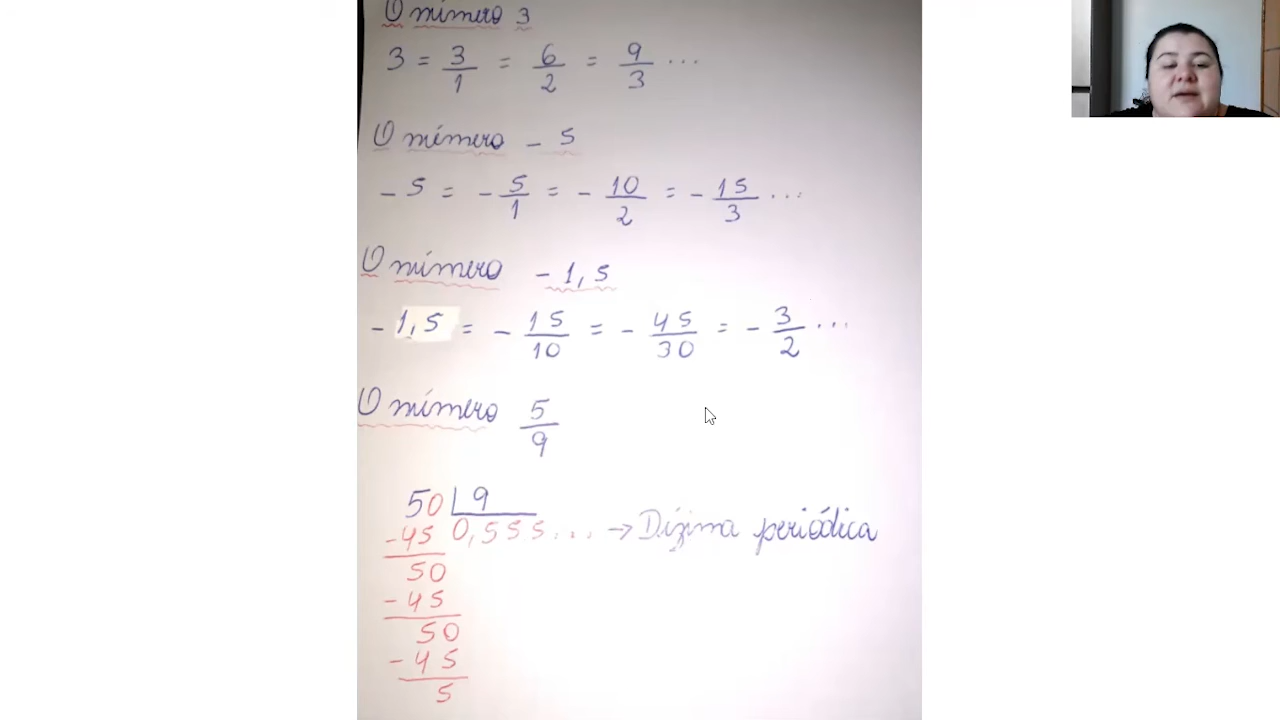 O número 3
3 = 3/1 = 6/2 = 9/3 ...
O número - 5
- 5 = - 5/1 = - 10/2 = - 15/3 ...
O número - 1,5
- 1,5 = - 15/10 = - 45/30 = - 3/2 ...
O número 5/9
50 | 9
- 45 0,555... → Dízima periódica
50
- 45
50
- 45
5